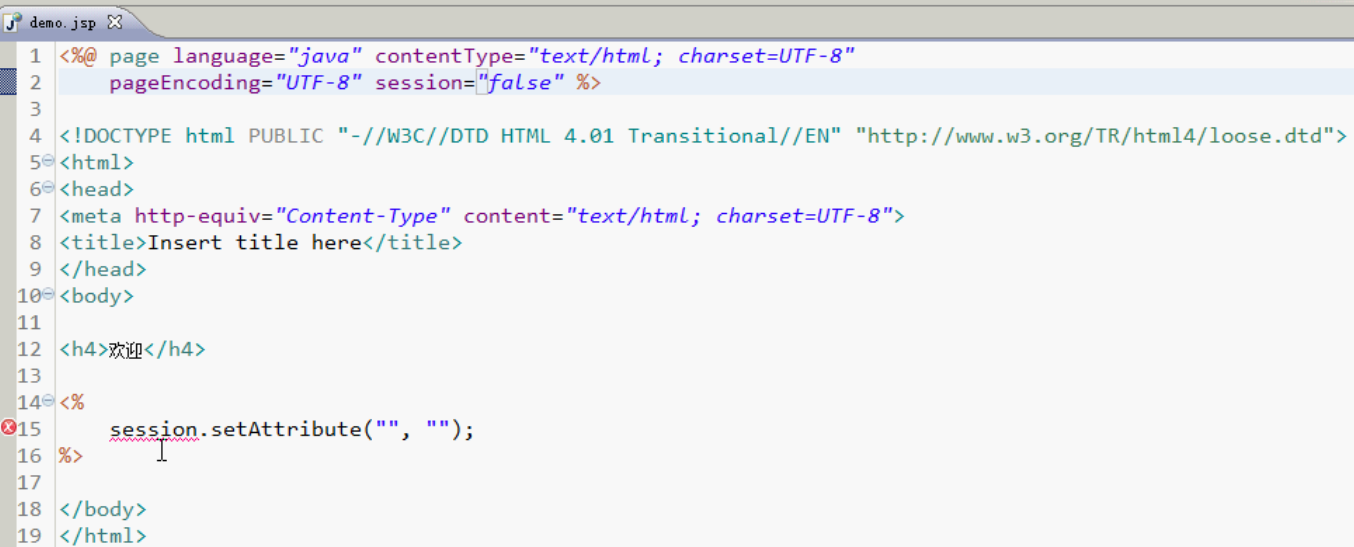 demo.jsp
1 <%@ page language="java" contentType="text/html; charset=UTF-8"
2 pageEncoding="UTF-8" session="false" %>
3
4 <!DOCTYPE html PUBLIC "-//W3C//DTD HTML 4.01 Transitional//EN" "http://www.w3.org/TR/html4/loose.dtd">
5 <html>
6 <head>
7 <meta http-equiv="Content-Type" content="text/html; charset=UTF-8">
8 <title>Insert title here</title>
9 </head>
10 <body>
11
12 <h4>欢迎</h4>
13
14 <%
15 session.setAttribute("", "");
16 %>
17
18 </body>
19 </html>